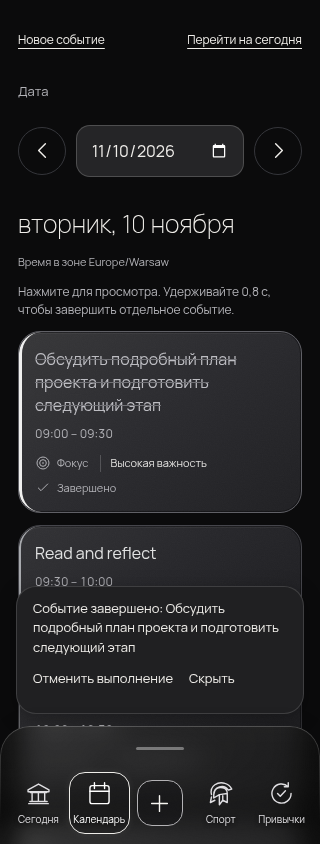 Новое событие
Перейти на сегодня
Дата
11/10/2026
вторник, 10 ноября
Время в зоне Europe/Warsaw
Нажмите для просмотра. Удерживайте 0,8 с,
чтобы завершить отдельное событие.
Обсудить подробный план
проекта и подготовить
следующий этап
09:00 – 09:30
Фокус
Высокая важность
Завершено
Read and reflect
09:30 – 10:00
Событие завершено: Обсудить
подробный план проекта и подготовить
следующий этап
Отменить выполнение
Скрыть
Сегодня
Календарь
Спорт
Привычки